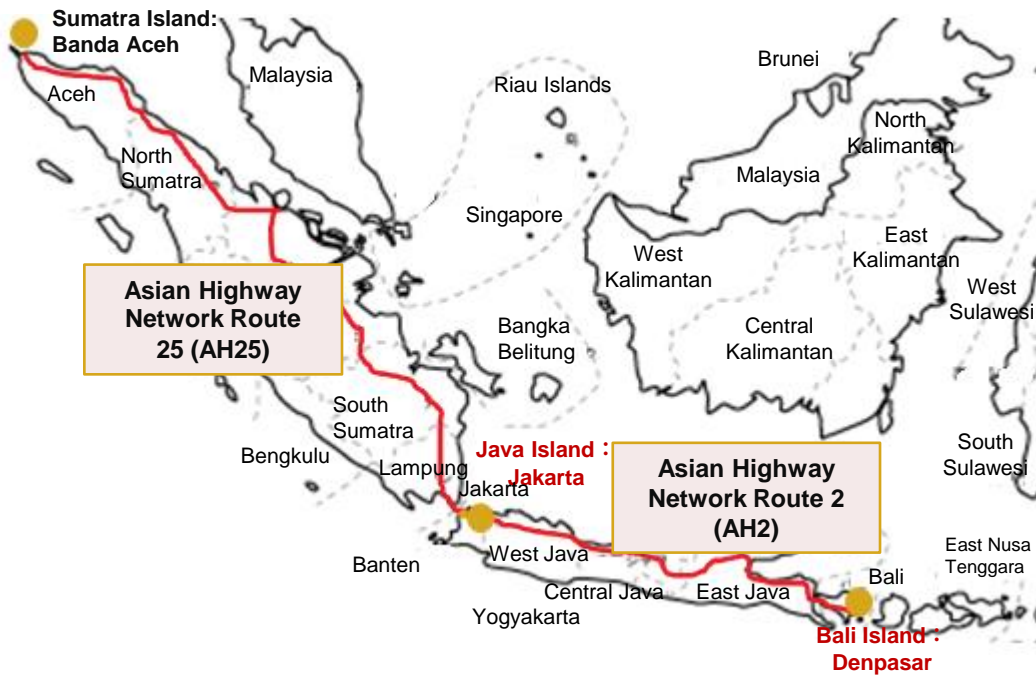 Sumatra Island:
Banda Aceh
Aceh
Malaysia
Riau Islands
Brunei
North
Kalimantan
North
Sumatra
Malaysia
Singapore
West
Kalimantan
East
Kalimantan
West
Sulawesi
Asian Highway
Network Route
25 (AH25)
Bangka
Belitung
Central
Kalimantan
South
Sumatra
Bengkulu
Lampung
Java Island：
Jakarta
Jakarta
Asian Highway
Network Route 2
(AH2)
South
Sulawesi
Banten
West Java
Central Java
East Java
Yogyakarta
Bali
East Nusa
Tenggara
Bali Island：
Denpasar